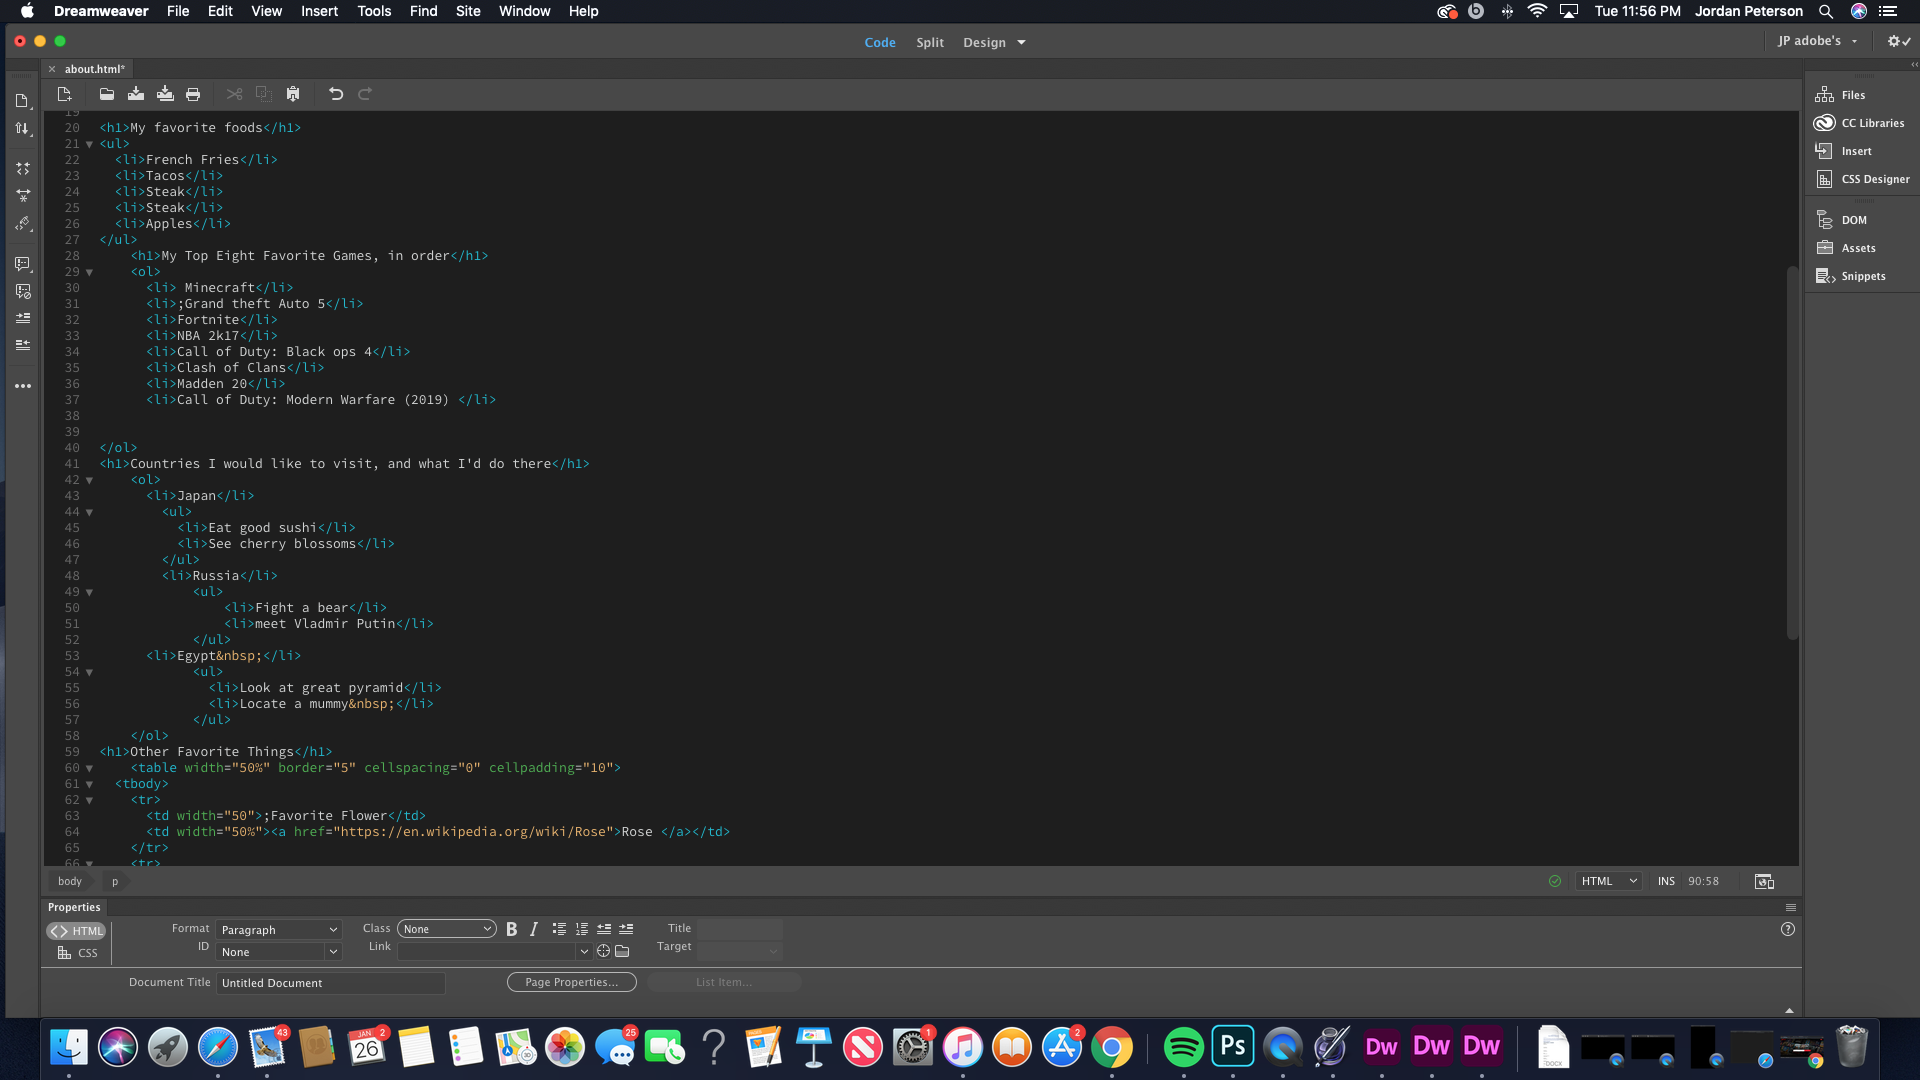 Dreamweaver File Edit View Insert Commands Tools Find Site Window Help
Tue 11:56 PM Jordan Peterson
Code Split Design
JP adobe's
about.html*
19
20 <h1>My favorite foods</h1>
21 <ul>
22 <li>French Fries</li>
23 <li>Tacos</li>
24 <li>Steak</li>
25 <li>Steak</li>
26 <li>Apples</li>
27 </ul>
28 <h1>My Top Eight Favorite Games, in order</h1>
29 <ol>
30 <li> Minecraft</li>
31 <li>;Grand theft Auto 5</li>
32 <li>Fortnite</li>
33 <li>NBA 2k17</li>
34 <li>Call of Duty: Black ops 4</li>
35 <li>Clash of Clans</li>
36 <li>Madden 20</li>
37 <li>Call of Duty: Modern Warfare (2019) </li>
38
39
40 </ol>
41 <h1>Countries I would like to visit, and what I'd do there</h1>
42 <ol>
43 <li>Japan</li>
44 <ul>
45 <li>Eat good sushi</li>
46 <li>See cherry blossoms</li>
47 </ul>
48 <li>Russia</li>
49 <ul>
50 <li>Fight a bear</li>
51 <li>meet Vladmir Putin</li>
52 </ul>
53 <li>Egypt&nbsp;</li>
54 <ul>
55 <li>Look at great pyramid</li>
56 <li>Locate a mummy&nbsp;</li>
57 </ul>
58 </ol>
59 <h1>Other Favorite Things</h1>
60 <table width="50%" border="5" cellspacing="0" cellpadding="10">
61 <tbody>
62 <tr>
63 <td width="50">;Favorite Flower</td>
64 <td width="50%"><a href="https://en.wikipedia.org/wiki/Rose">Rose </a></td>
65 </tr>
66 <tr>
Files
CC Libraries
Insert
CSS Designer
DOM
Assets
Snippets
body p
HTML INS 90:58
Properties
HTML
CSS
Format Paragraph Class None B I Title
ID None Link Target
Document Title Untitled Document Page Properties... List Item...
43 JAN 26 2 25 1 2
Ps Dw Dw Dw DOCX